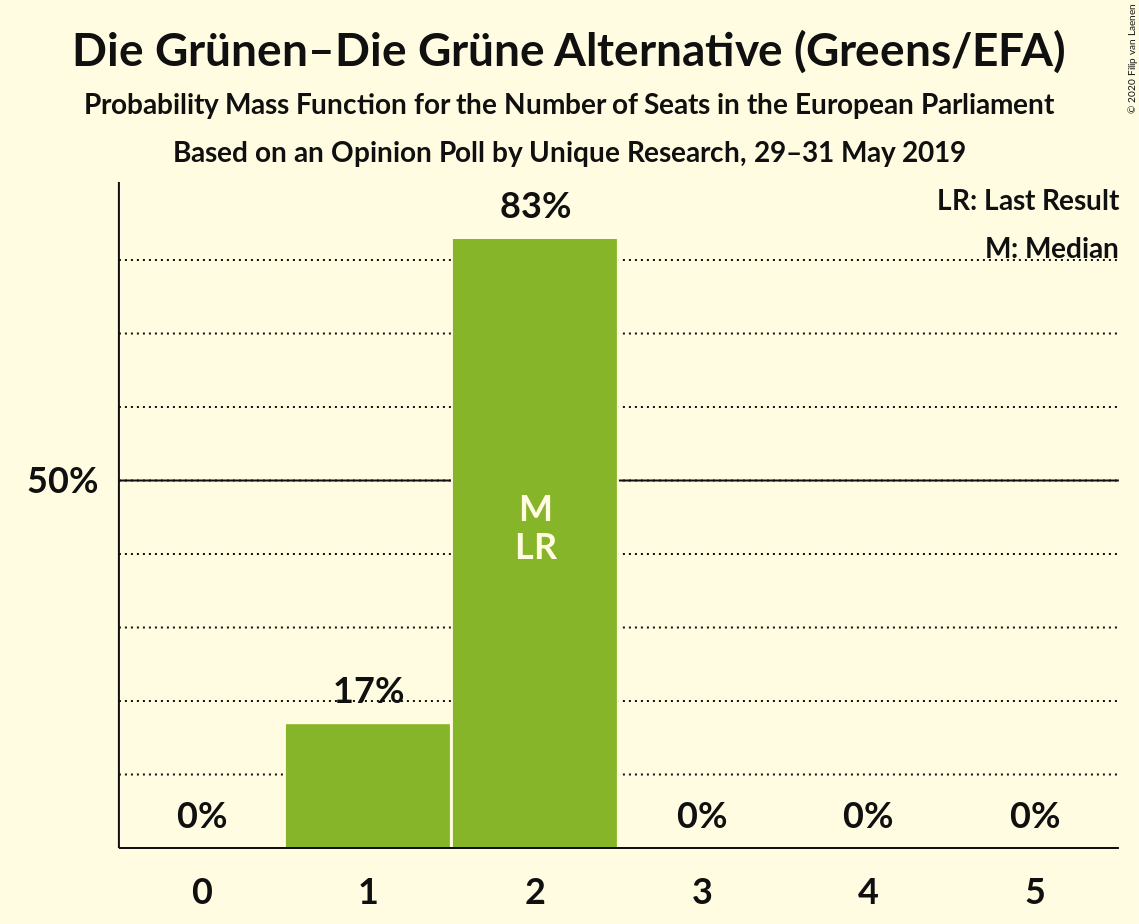 Die Grünen–Die Grüne Alternative (Greens/EFA)
Probability Mass Function for the Number of Seats in the European Parliament
Based on an Opinion Poll by Unique Research, 29–31 May 2019
© 2020 Filip van Laenen
LR: Last Result
M: Median
83%
50%
M
LR
17%
0%
0%
0%
0%
0
1
2
3
4
5